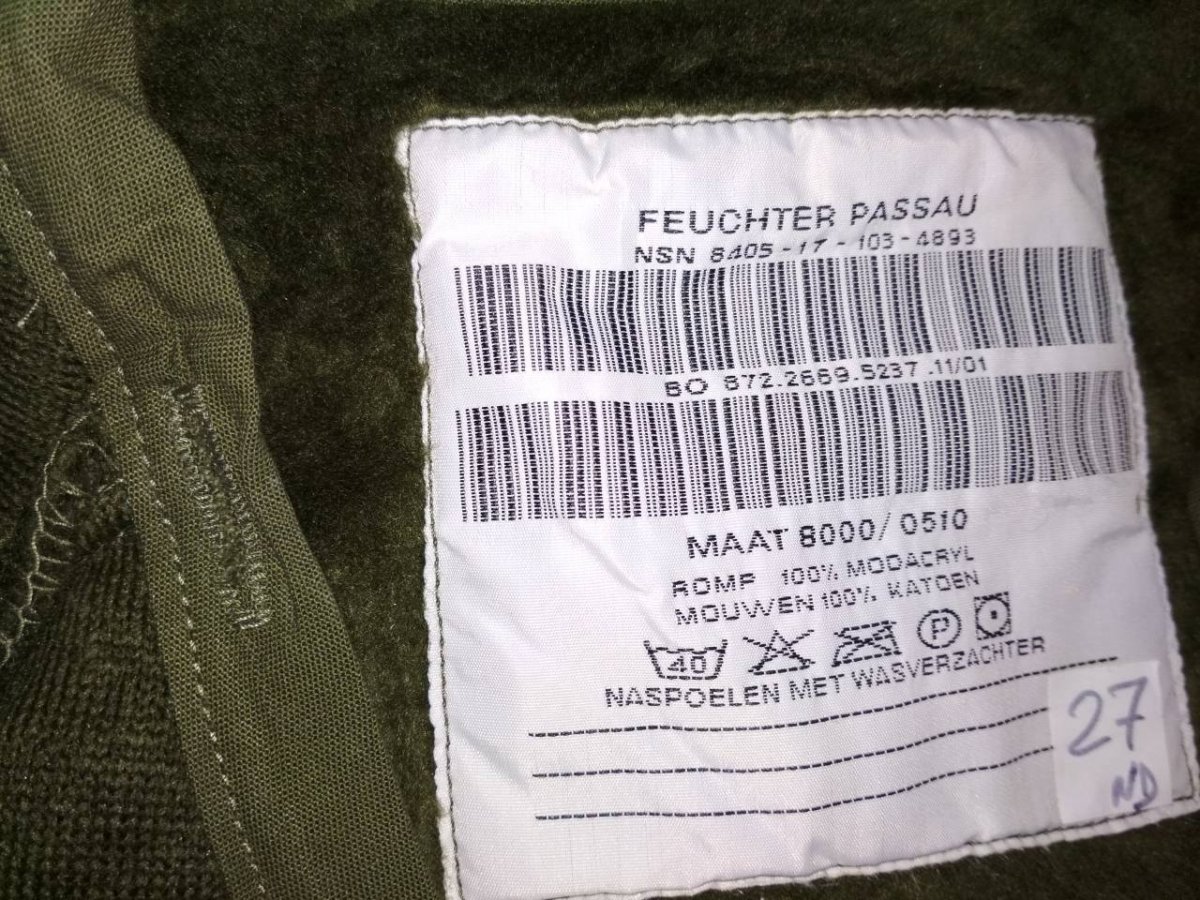 FEUCHTER PASSAU
NSN 8405-17-103-4893
BO 872.2669.5237.11/01
MAAT 8000/0510
ROMP 100% MODACRYL
MOUWEN 100% KATOEN
40 P
NASPOELEN MET WASVERZACHTER
27
ND